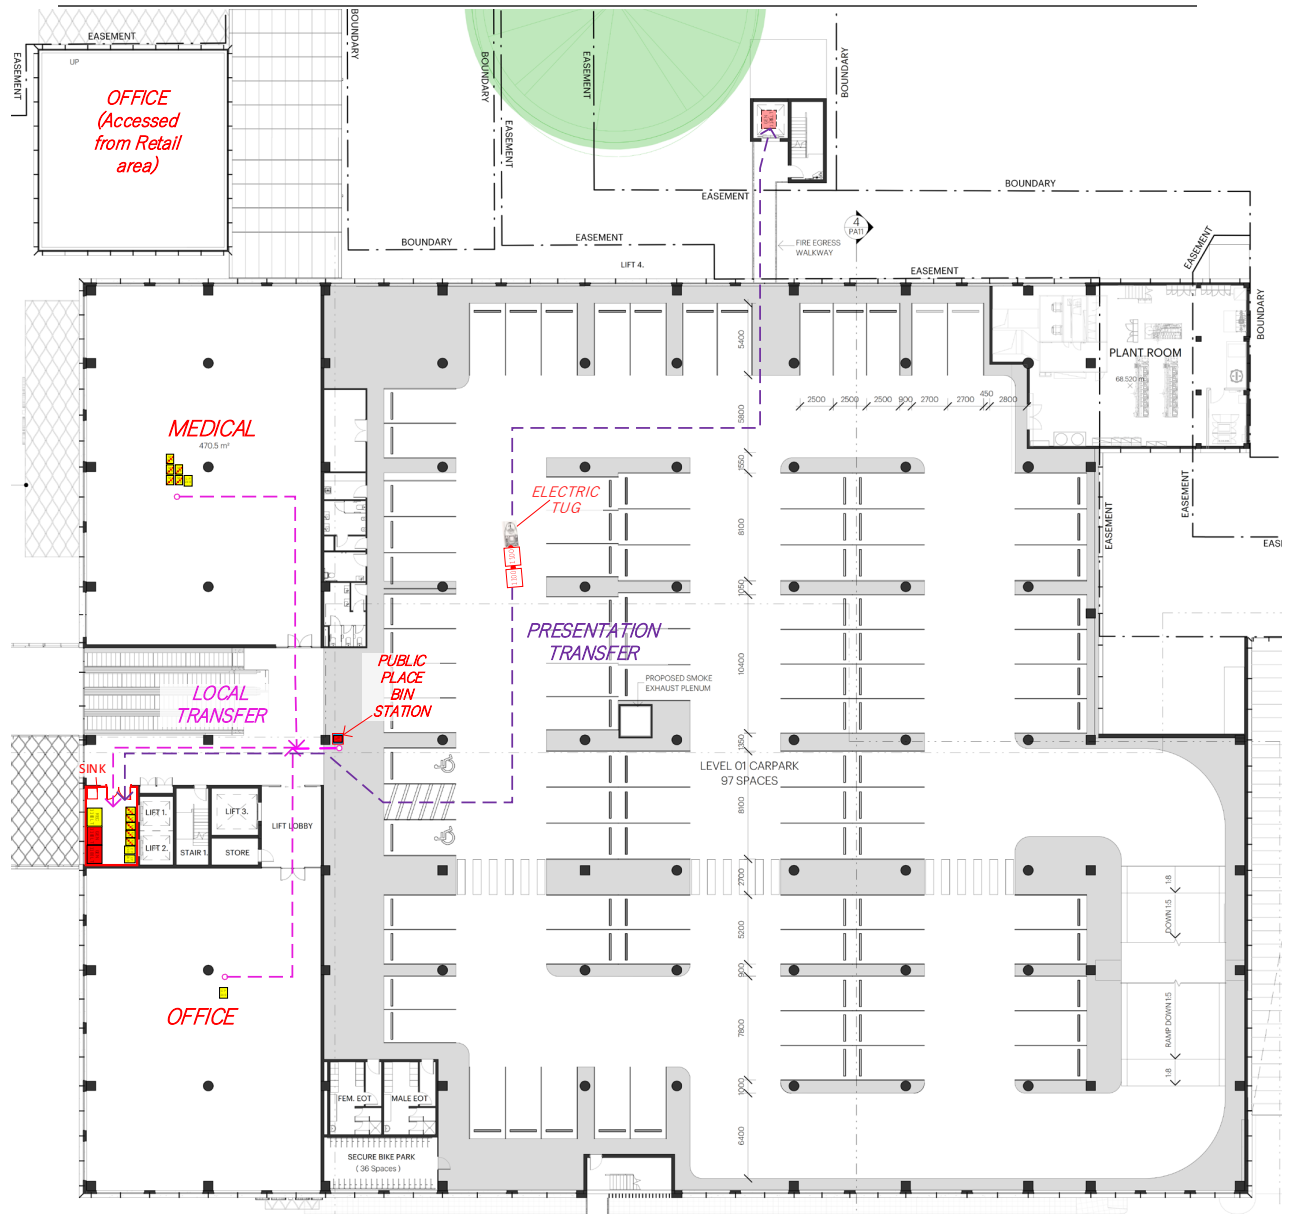 EASEMENT
EASEMENT
UP
OFFICE
(Accessed
from Retail
area)
BOUNDARY
BOUNDARY
EASEMENT
EASEMENT
BOUNDARY
BOUNDARY
EASEMENT
EASEMENT
BOUNDARY
4
PA11
FIRE EGRESS
WALKWAY
LIFT 4.
EASEMENT
EASEMENT
BOUNDARY
PLANT ROOM
68.520 m
5400
2500
2500
2500
900
2700
2700
450
2800
5800
MEDICAL
470.5 m²
1550
ELECTRIC
TUG
8100
EASEMENT
EASEMENT
EASI
1050
PRESENTATION
TRANSFER
PUBLIC
PLACE
BIN
STATION
10400
PROPOSED SMOKE
EXHAUST PLENUM
LOCAL
TRANSFER
1350
SINK
LEVEL 01 CARPARK
97 SPACES
LIFT 1.
LIFT 2.
STAIR 1.
LIFT 3.
STORE
LIFT LOBBY
8100
2700
1:8
DOWN 1:5
5200
900
OFFICE
7800
RAMP DOWN 1:5
1:8
1000
FEM. EOT
MALE EOT
6400
SECURE BIKE PARK
( 36 Spaces )